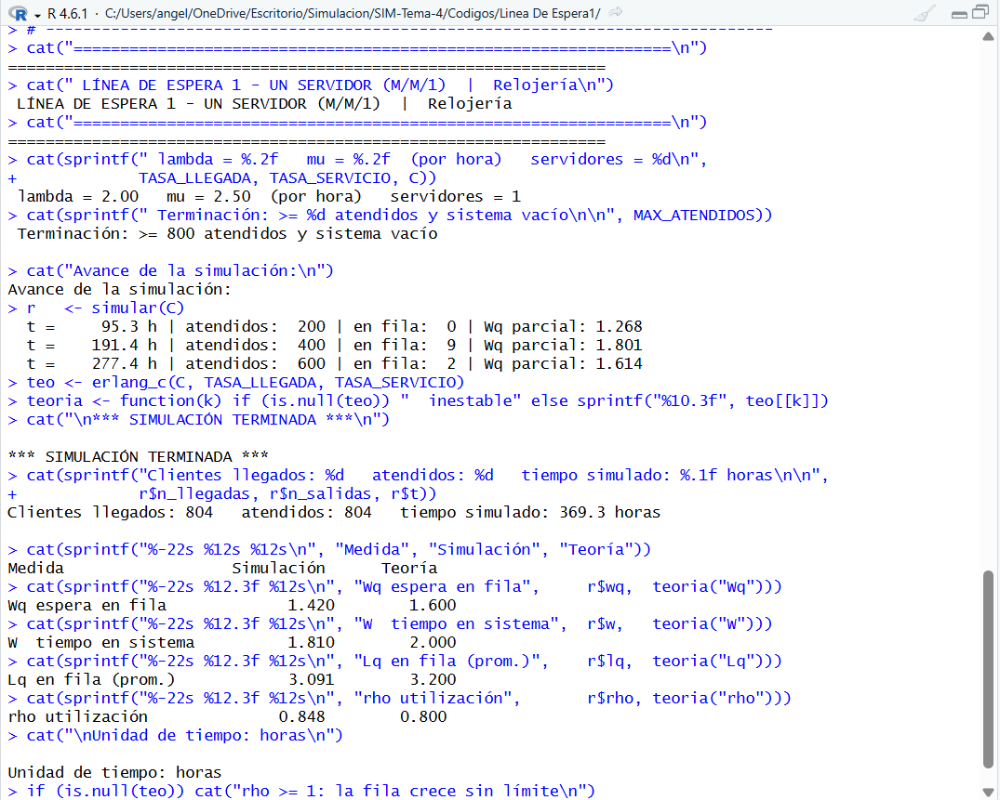 R 4.6.1 · C:/Users/angel/OneDrive/Escritorio/Simulacion/SIM-Tema-4/Codigos/Linea De Espera1/
> # ------------------------------------------------------------------------------
> cat("================================================================\n")
================================================================
> cat(" LÍNEA DE ESPERA 1 - UN SERVIDOR (M/M/1)  |  Relojería\n")
 LÍNEA DE ESPERA 1 - UN SERVIDOR (M/M/1)  |  Relojería
> cat("================================================================\n")
================================================================
> cat(sprintf(" lambda = %.2f   mu = %.2f  (por hora)   servidores = %d\n",
+             TASA_LLEGADA, TASA_SERVICIO, C))
 lambda = 2.00   mu = 2.50  (por hora)   servidores = 1
> cat(sprintf(" Terminación: >= %d atendidos y sistema vacío\n\n", MAX_ATENDIDOS))
 Terminación: >= 800 atendidos y sistema vacío
> cat("Avance de la simulación:\n")
Avance de la simulación:
> r   <- simular(C)
  t =     95.3 h | atendidos:  200 | en fila:  0 | Wq parcial: 1.268
  t =    191.4 h | atendidos:  400 | en fila:  9 | Wq parcial: 1.801
  t =    277.4 h | atendidos:  600 | en fila:  2 | Wq parcial: 1.614
> teo <- erlang_c(C, TASA_LLEGADA, TASA_SERVICIO)
> teoria <- function(k) if (is.null(teo)) "  inestable" else sprintf("%10.3f", teo[[k]])
> cat("\n*** SIMULACIÓN TERMINADA ***\n")
*** SIMULACIÓN TERMINADA ***
> cat(sprintf("Clientes llegados: %d   atendidos: %d   tiempo simulado: %.1f horas\n\n",
+             r$n_llegadas, r$n_salidas, r$t))
Clientes llegados: 804   atendidos: 804   tiempo simulado: 369.3 horas
> cat(sprintf("%-22s %12s %12s\n", "Medida", "Simulación", "Teoría"))
Medida                  Simulación      Teoría
> cat(sprintf("%-22s %12.3f %12s\n", "Wq espera en fila",     r$wq,  teoria("Wq")))
Wq espera en fila             1.420        1.600
> cat(sprintf("%-22s %12.3f %12s\n", "W  tiempo en sistema",  r$w,   teoria("W")))
W  tiempo en sistema          1.810        2.000
> cat(sprintf("%-22s %12.3f %12s\n", "Lq en fila (prom.)",    r$lq,  teoria("Lq")))
Lq en fila (prom.)            3.091        3.200
> cat(sprintf("%-22s %12.3f %12s\n", "rho utilización",       r$rho, teoria("rho")))
rho utilización              0.848        0.800
> cat("\nUnidad de tiempo: horas\n")
Unidad de tiempo: horas
> if (is.null(teo)) cat("rho >= 1: la fila crece sin límite\n")